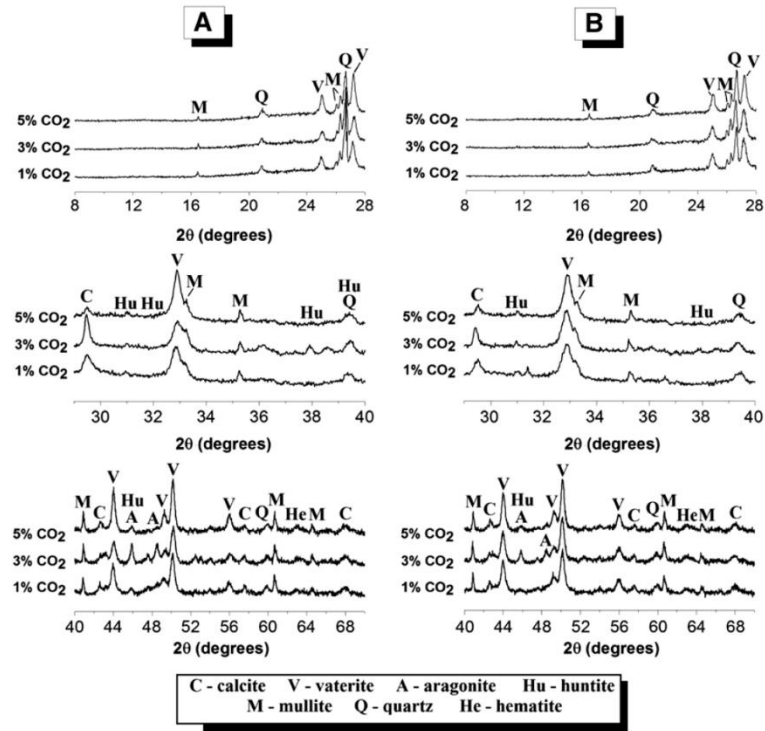 A B
Q V
V M
M Q
5% CO2
3% CO2
1% CO2
8 12 16 20 24 28
2θ (degrees)
Q V
V M
M Q
5% CO2
3% CO2
1% CO2
8 12 16 20 24 28
2θ (degrees)
V
C Hu Hu M M Hu Hu Q
5% CO2
3% CO2
1% CO2
30 32 34 36 38 40
2θ (degrees)
V
C Hu M M Hu Q
5% CO2
3% CO2
1% CO2
30 32 34 36 38 40
2θ (degrees)
V V
M C Hu A A V V C Q M He M C
5% CO2
3% CO2
1% CO2
40 44 48 52 56 60 64 68
2θ (degrees)
V V
M C Hu A V V C Q M He M C
5% CO2
A
3% CO2
1% CO2
40 44 48 52 56 60 64 68
2θ (degrees)
C - calcite V - vaterite A - aragonite Hu - huntite
M - mullite Q - quartz He - hematite